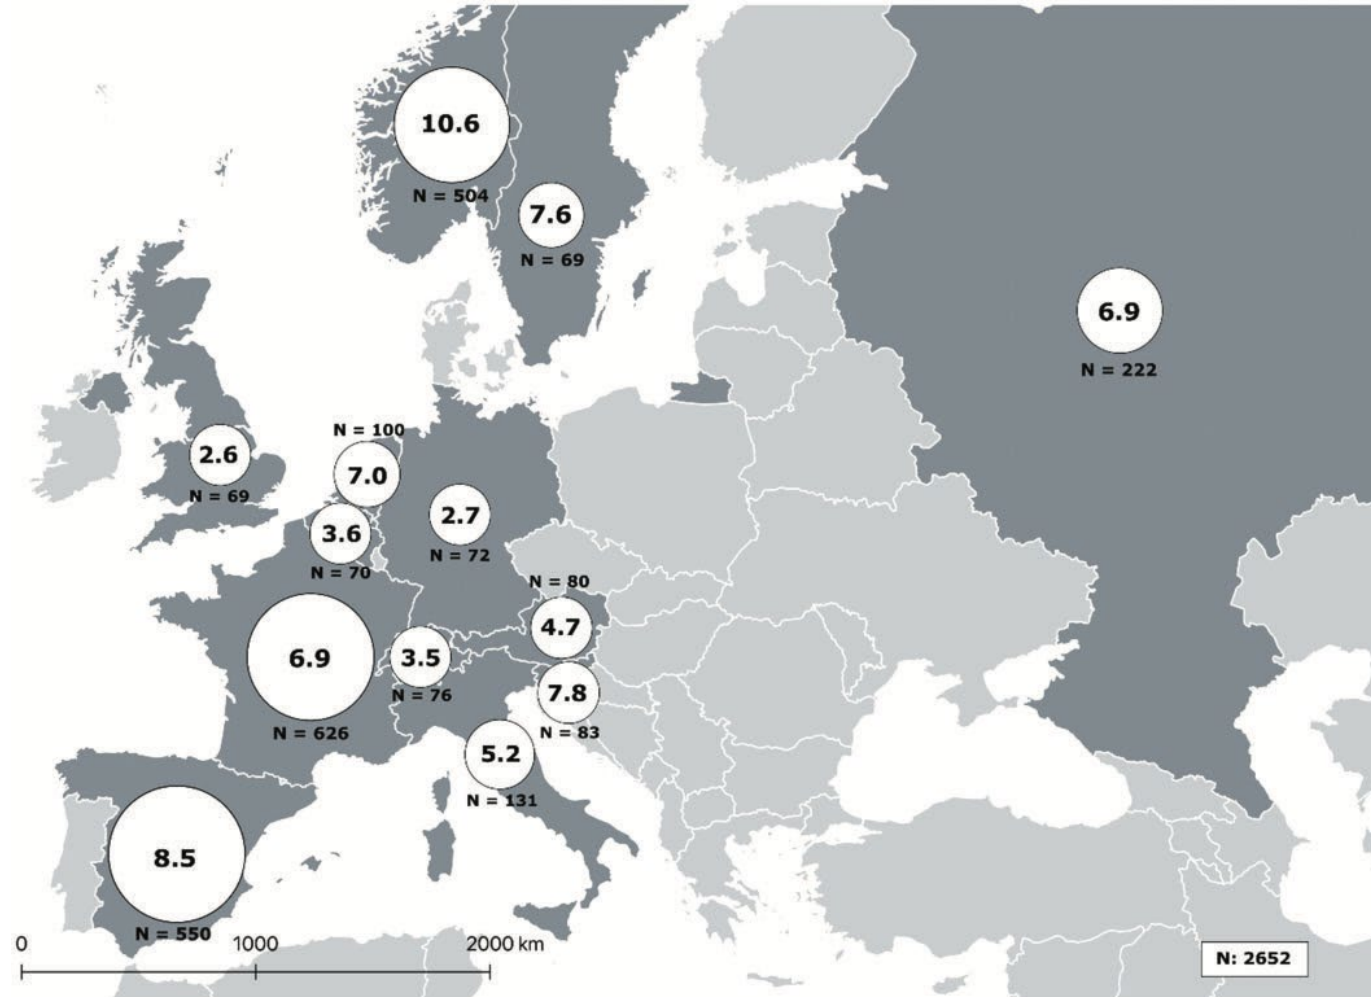 10.6
N = 504
7.6
N = 69
6.9
N = 222
2.6
N = 69
N = 100
7.0
3.6
N = 70
2.7
N = 72
N = 80
4.7
6.9
N = 626
3.5
N = 76
7.8
N = 83
5.2
N = 131
8.5
N = 550
0 1000 2000 km
N: 2652